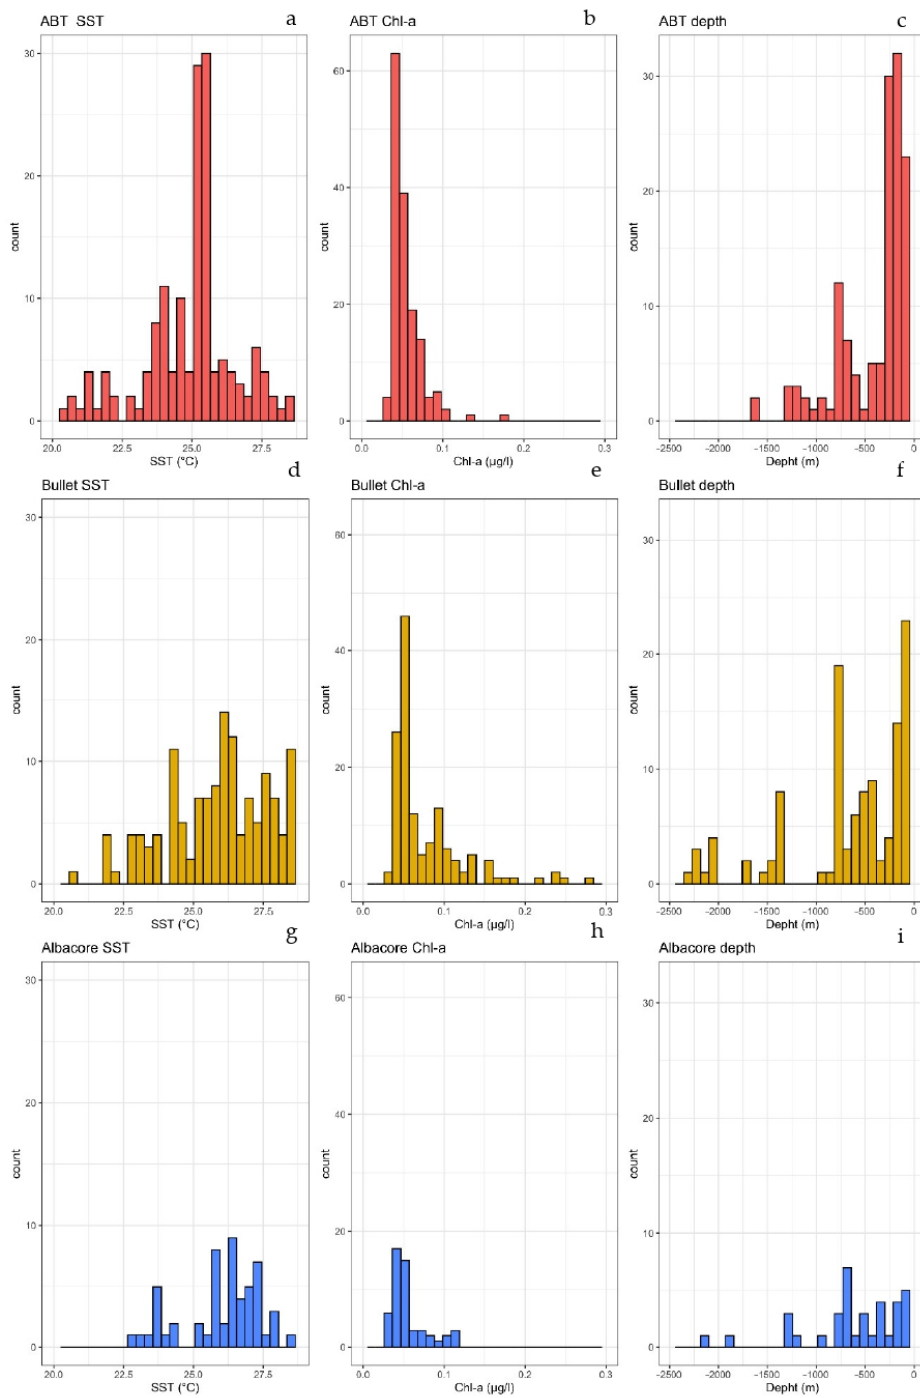 ABT SST
a
30
20
10
0
count
20.0 22.5 25.0 27.5
SST (°C)
ABT Chl-a
b
60
40
20
0
count
0.0 0.1 0.2 0.3
Chl-a (µg/l)
ABT depth
c
30
20
10
0
count
-2500 -2000 -1500 -1000 -500 0
Depht (m)
Bullet SST
d
30
20
10
0
count
20.0 22.5 25.0 27.5
SST (°C)
Bullet Chl-a
e
60
40
20
0
count
0.0 0.1 0.2 0.3
Chl-a (µg/l)
Bullet depth
f
30
20
10
0
count
-2500 -2000 -1500 -1000 -500 0
Depht (m)
Albacore SST
g
30
20
10
0
count
20.0 22.5 25.0 27.5
SST (°C)
Albacore Chl-a
h
60
40
20
0
count
0.0 0.1 0.2 0.3
Chl-a (µg/l)
Albacore depth
i
30
20
10
0
count
-2500 -2000 -1500 -1000 -500 0
Depht (m)